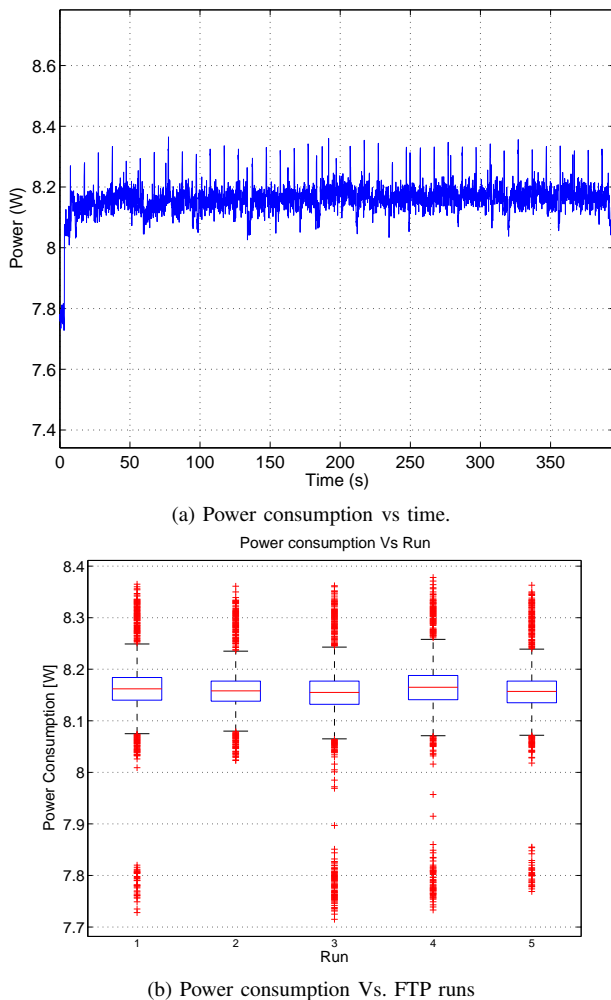 8.6
8.4
8.2
8
7.8
7.6
7.4
Power (W)
0 50 100 150 200 250 300 350
Time (s)
(a) Power consumption vs time.
Power consumption Vs Run
8.4
8.3
8.2
8.1
8
7.9
7.8
7.7
Power Consumption [W]
1 2 3 4 5
Run
(b) Power consumption Vs. FTP runs